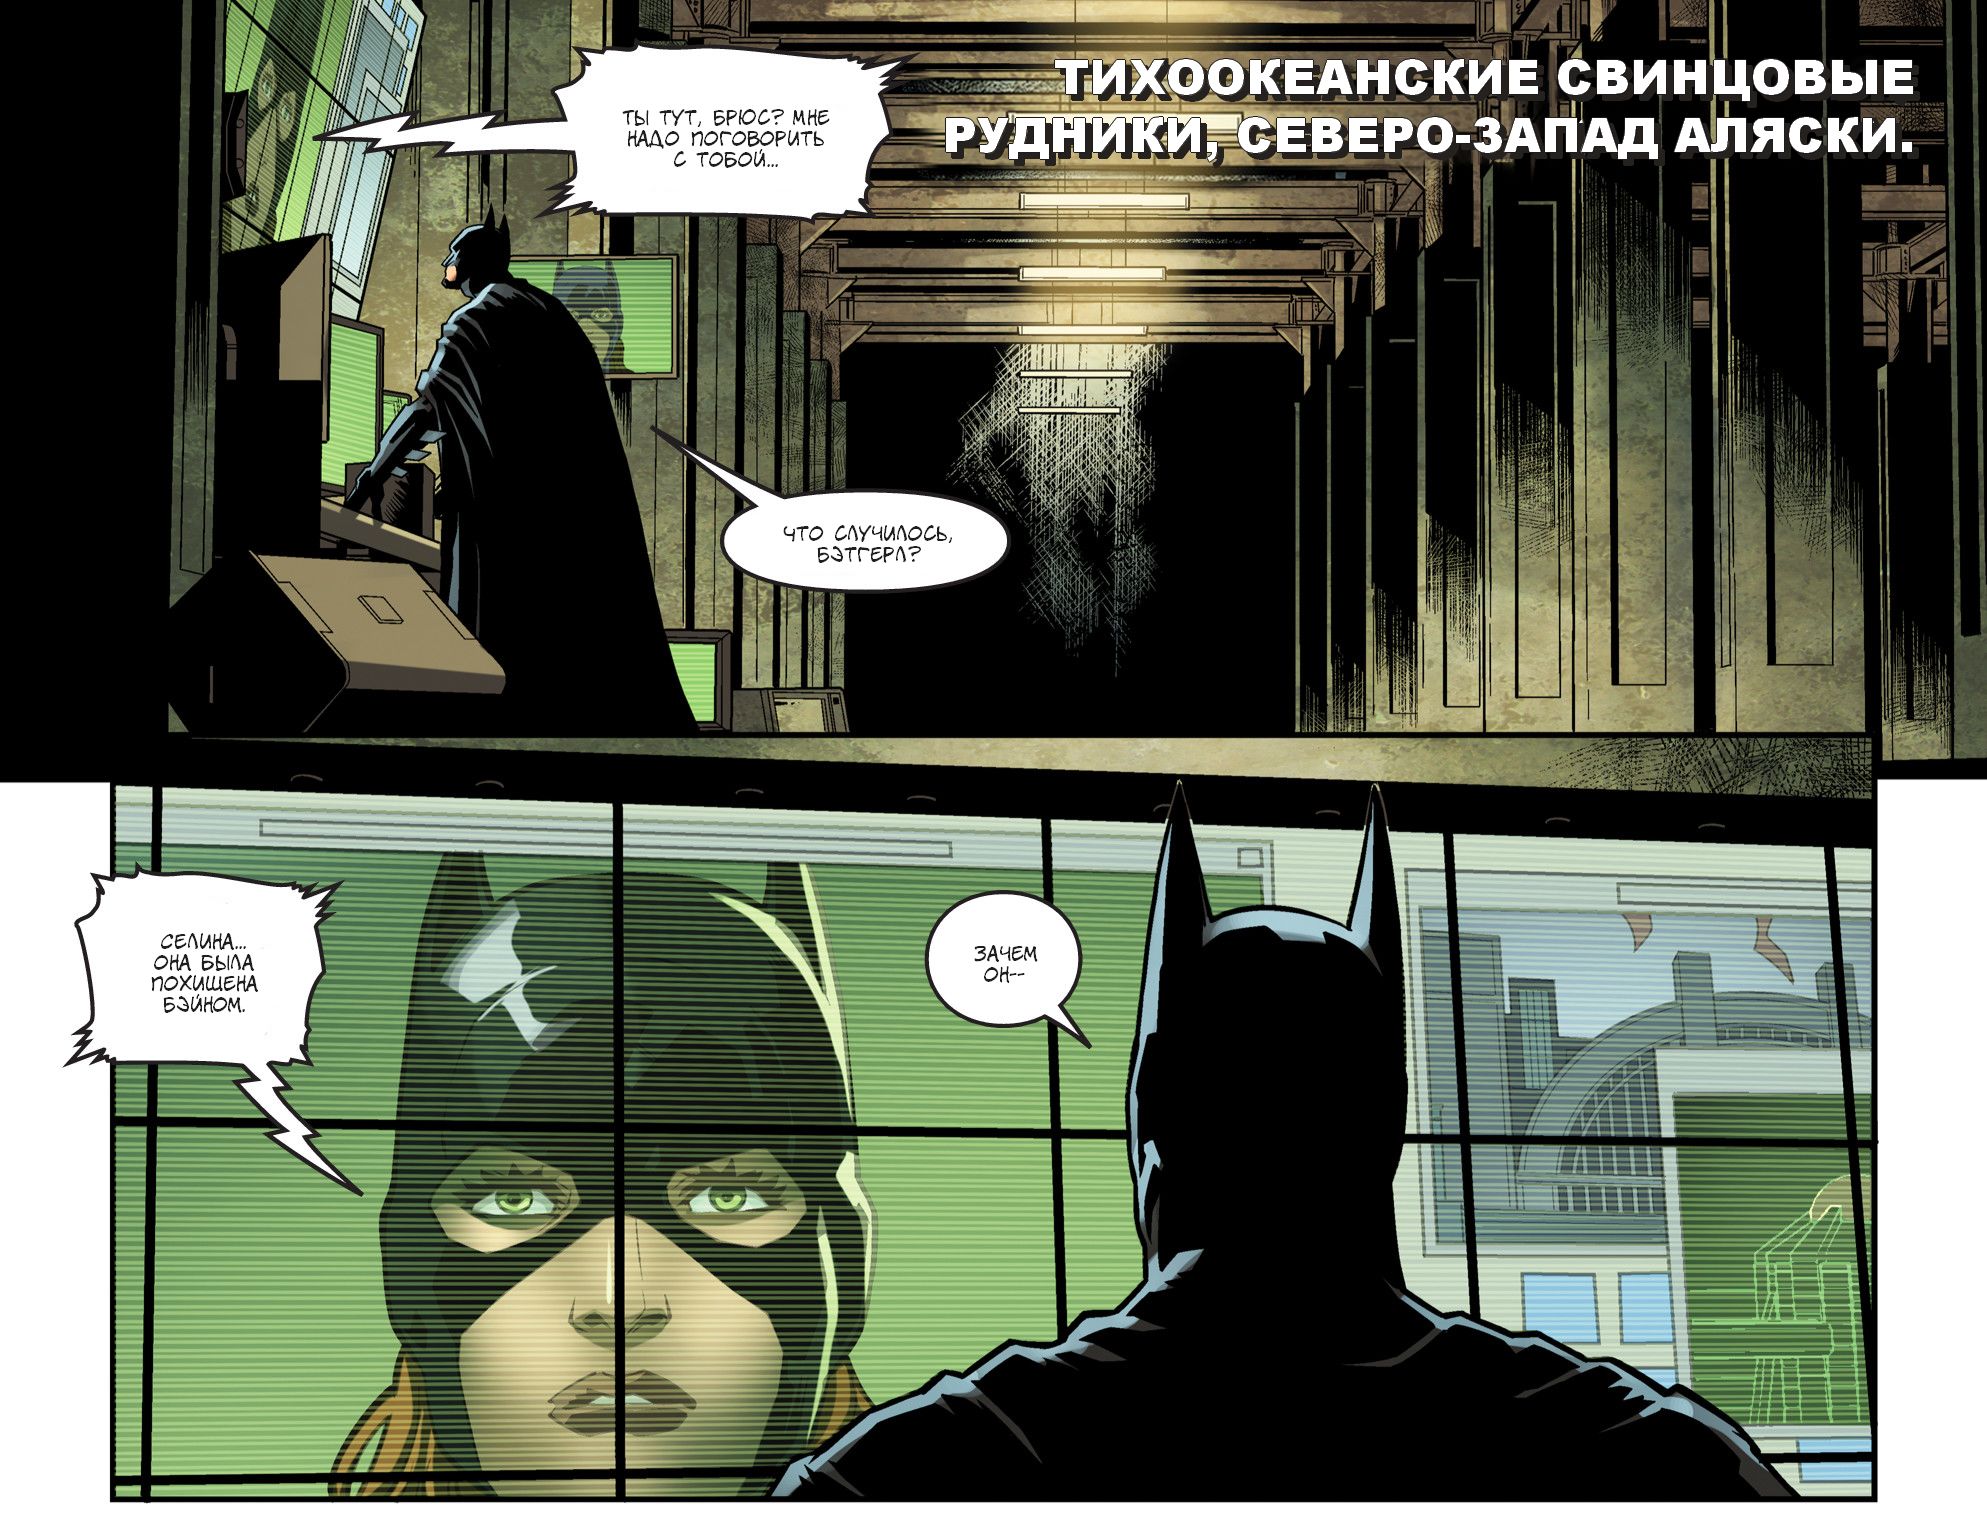 ТИХООКЕАНСКИЕ СВИНЦОВЫЕ
РУДНИКИ, СЕВЕРО-ЗАПАД АЛЯСКИ.
ТЫ ТУТ, БРЮС? МНЕ
НАДО ПОГОВОРИТЬ
С ТОБОЙ...
ЧТО СЛУЧИЛОСЬ,
БЭТГЕРЛ?
СЕЛИНА...
ОНА БЫЛА
ПОХИЩЕНА
БЭЙНОМ.
ЗАЧЕМ
ОН--